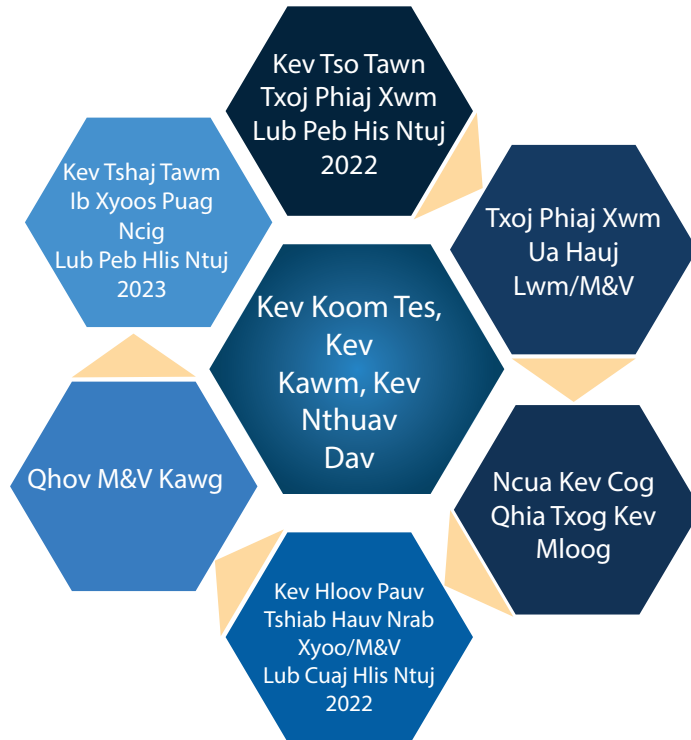 Kev Tso Tawn
Txoj Phiaj Xwm
Lub Peb His Ntuj
2022
Txoj Phiaj Xwm
Ua Hauj
Lwm/M&V
Ncua Kev Cog
Qhia Txog Kev
Mloog
Kev Hloov Pauv
Tshiab Hauv Nrab
Xyoo/M&V
Lub Cuaj Hlis Ntuj
2022
Qhov M&V Kawg
Kev Tshaj Tawm
Ib Xyoos Puag
Ncig
Lub Peb Hlis Ntuj
2023
Kev Koom Tes,
Kev
Kawm, Kev
Nthuav
Dav